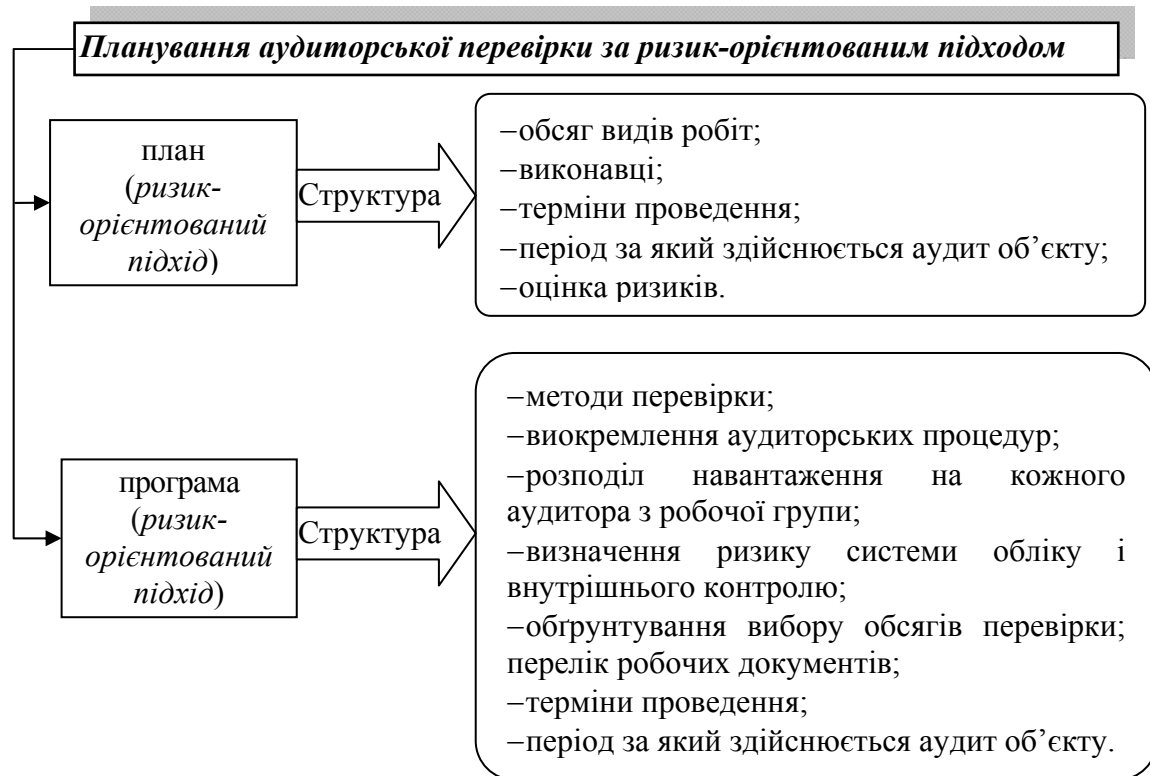 Планування аудиторської перевірки за ризик-орієнтованим підходом
план
(ризик-
орієнтований
підхід)
Структура
–обсяг видів робіт;
–виконавці;
–терміни проведення;
–період за який здійснюється аудит об’єкту;
–оцінка ризиків.
програма
(ризик-
орієнтований
підхід)
Структура
–методи перевірки;
–виокремлення аудиторських процедур;
–розподіл навантаження на кожного
аудитора з робочої групи;
–визначення ризику системи обліку і
внутрішнього контролю;
–обґрунтування вибору обсягів перевірки;
перелік робочих документів;
–терміни проведення;
–період за який здійснюється аудит об’єкту.